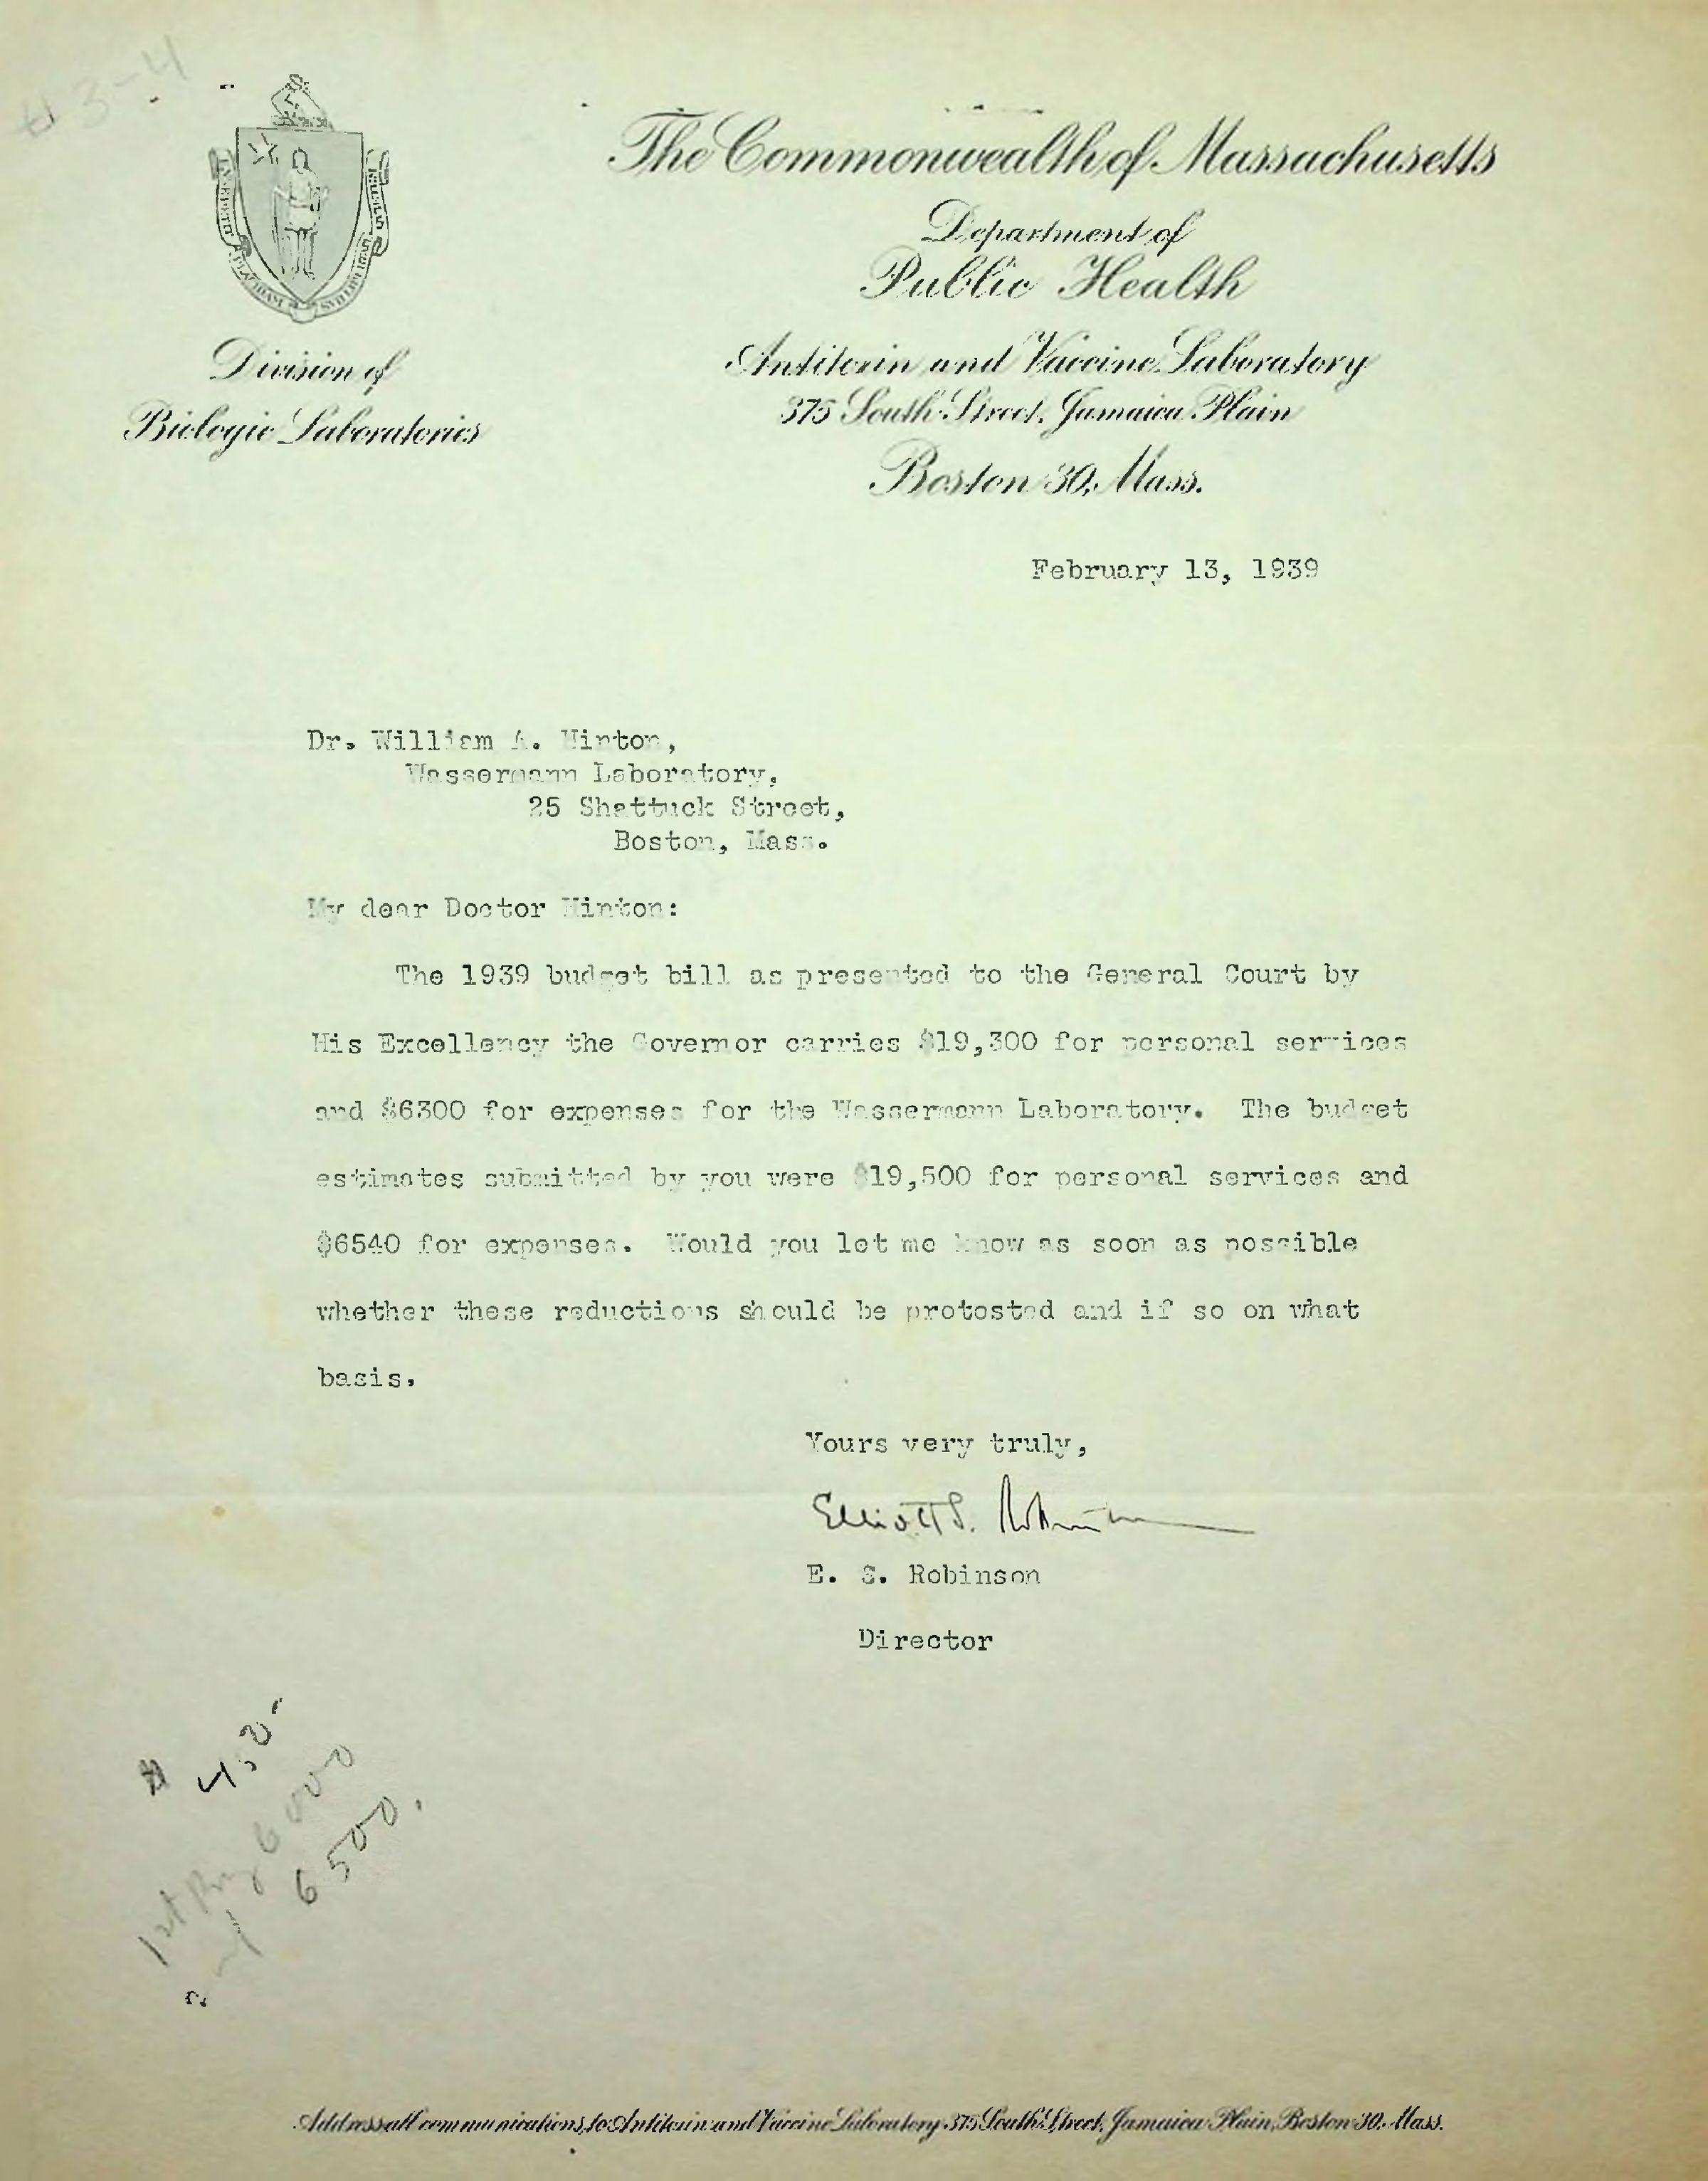 #3-4
The Commonwealth of Massachusetts
Department of
Public Health
Antitoxin and Vaccine Laboratory
375 South Street, Jamaica Plain
Boston 30, Mass.
Division of
Biologic Laboratories
February 13, 1939
Dr. William A. Hinton,
Wassermann Laboratory,
25 Shattuck Street,
Boston, Mass.
My dear Doctor Hinton:
The 1939 budget bill as presented to the General Court by
His Excellency the Governor carries $19,300 for personal services
and $6300 for expenses for the Wassermann Laboratory. The budget
estimates submitted by you were $19,500 for personal services and
$6540 for expenses. Would you let me know as soon as possible
whether these reductions should be protested and if so on what
basis.
Yours very truly,
Elliott S. Robinson
E. S. Robinson
Director
1st 6000
6500.
Address all communications to Antitoxin and Vaccine Laboratory 375 South Street, Jamaica Plain, Boston 30, Mass.